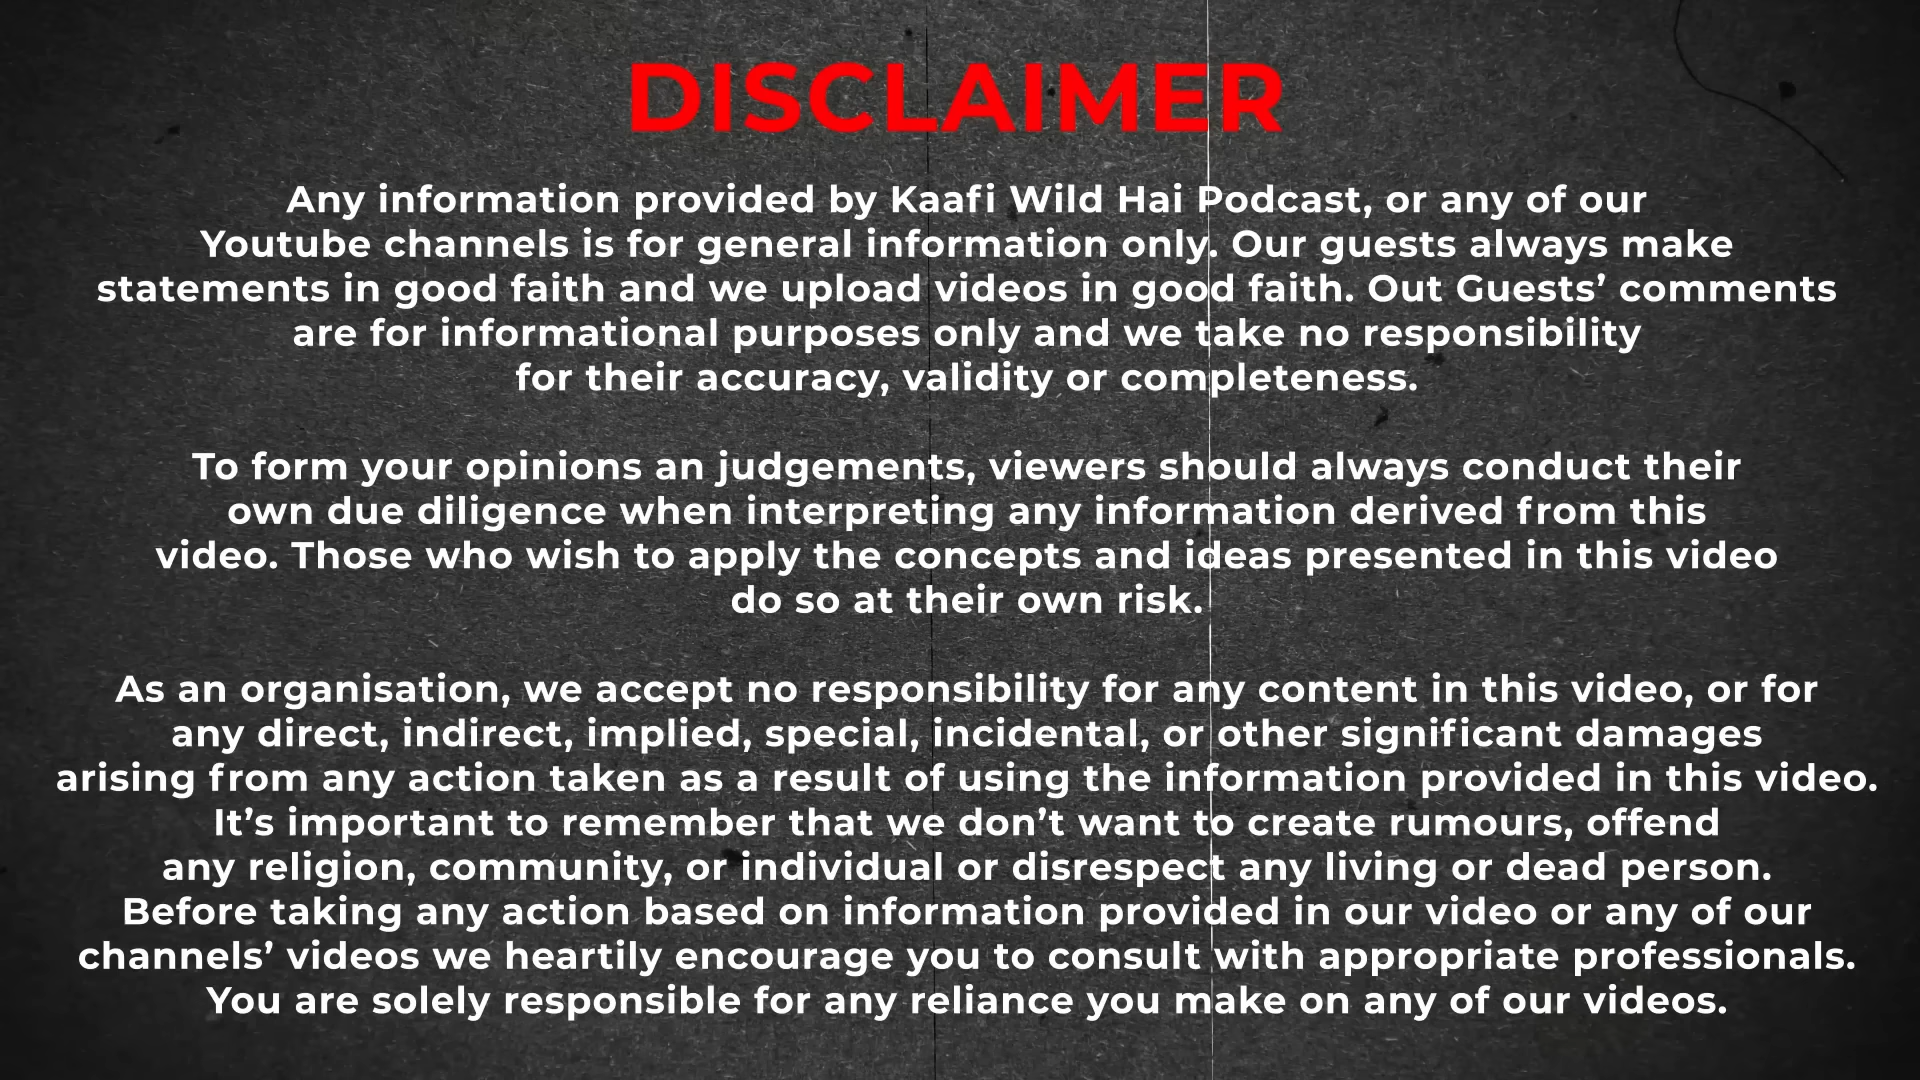 DISCLAIMER
Any information provided by Kaafi Wild Hai Podcast, or any of our
Youtube channels is for general information only. Our guests always make
statements in good faith and we upload videos in good faith. Out Guests’ comments
are for informational purposes only and we take no responsibility
for their accuracy, validity or completeness.
To form your opinions an judgements, viewers should always conduct their
own due diligence when interpreting any information derived from this
video. Those who wish to apply the concepts and ideas presented in this video
do so at their own risk.
As an organisation, we accept no responsibility for any content in this video, or for
any direct, indirect, implied, special, incidental, or other significant damages
arising from any action taken as a result of using the information provided in this video.
It’s important to remember that we don’t want to create rumours, offend
any religion, community, or individual or disrespect any living or dead person.
Before taking any action based on information provided in our video or any of our
channels’ videos we heartily encourage you to consult with appropriate professionals.
You are solely responsible for any reliance you make on any of our videos.